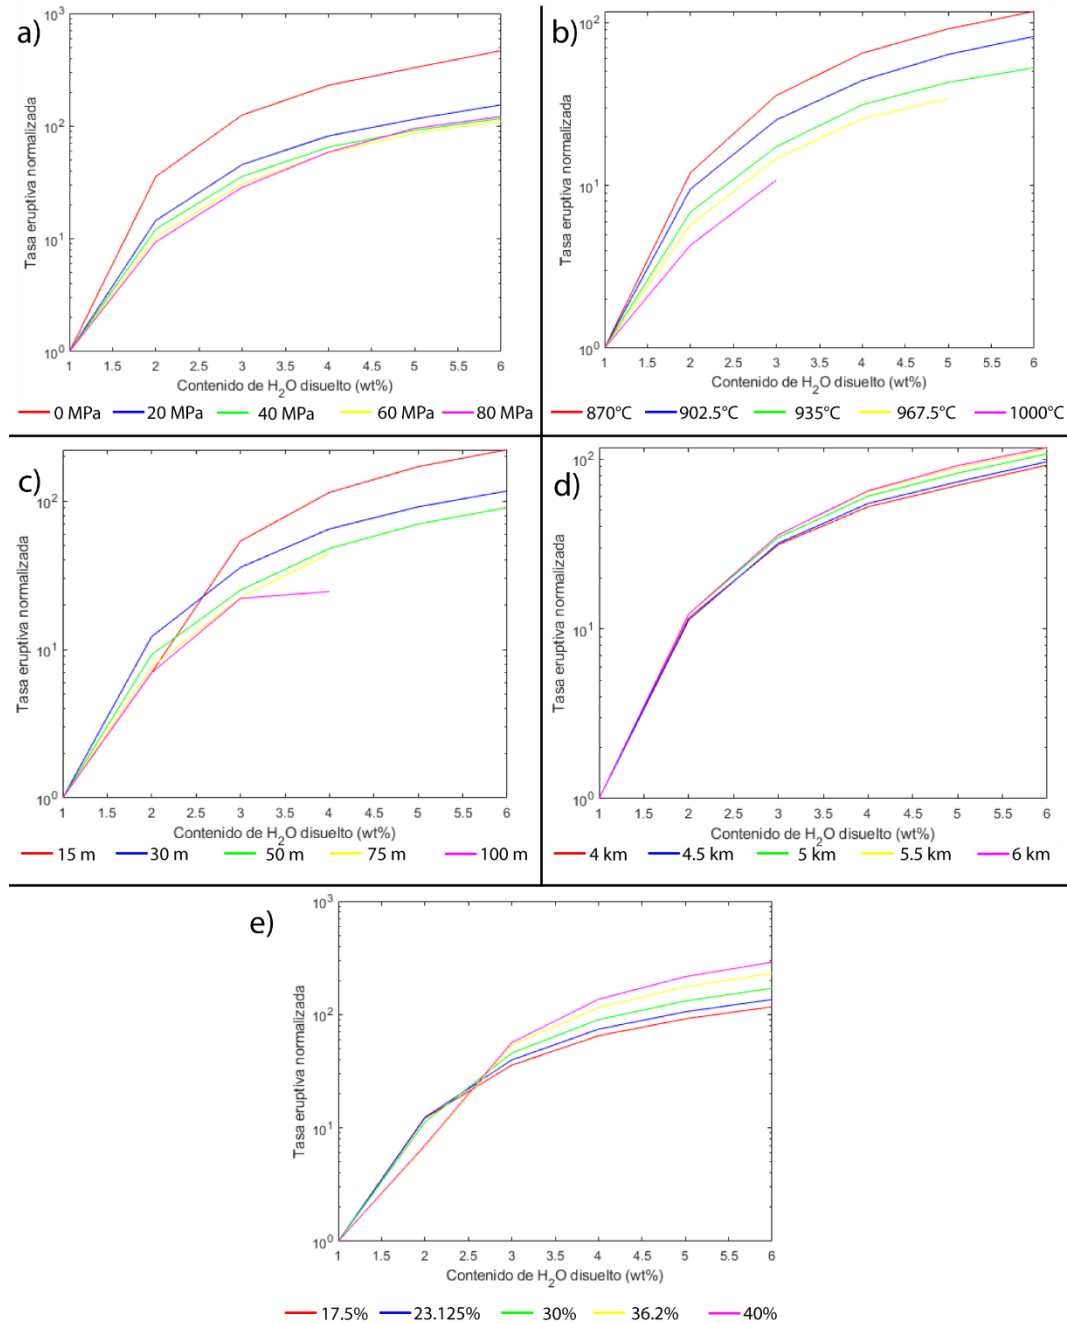 a)
10^3
10^2
10^1
10^0
Tasa eruptiva normalizada
1 1.5 2 2.5 3 3.5 4 4.5 5 5.5 6
Contenido de H2O disuelto (wt%)
0 MPa 20 MPa 40 MPa 60 MPa 80 MPa
b)
10^2
10^1
10^0
Tasa eruptiva normalizada
1 1.5 2 2.5 3 3.5 4 4.5 5 5.5 6
Contenido de H2O disuelto (wt%)
870°C 902.5°C 935°C 967.5°C 1000°C
c)
10^2
10^1
10^0
Tasa eruptiva normalizada
1 1.5 2 2.5 3 3.5 4 4.5 5 5.5 6
Contenido de H2O disuelto (wt%)
15 m 30 m 50 m 75 m 100 m
d)
10^2
10^1
10^0
Tasa eruptiva normalizada
1 1.5 2 2.5 3 3.5 4 4.5 5 5.5 6
Contenido de H2O disuelto (wt%)
4 km 4.5 km 5 km 5.5 km 6 km
e)
10^3
10^2
10^1
10^0
Tasa eruptiva normalizada
1 1.5 2 2.5 3 3.5 4 4.5 5 5.5 6
Contenido de H2O disuelto (wt%)
17.5% 23.125% 30% 36.2% 40%